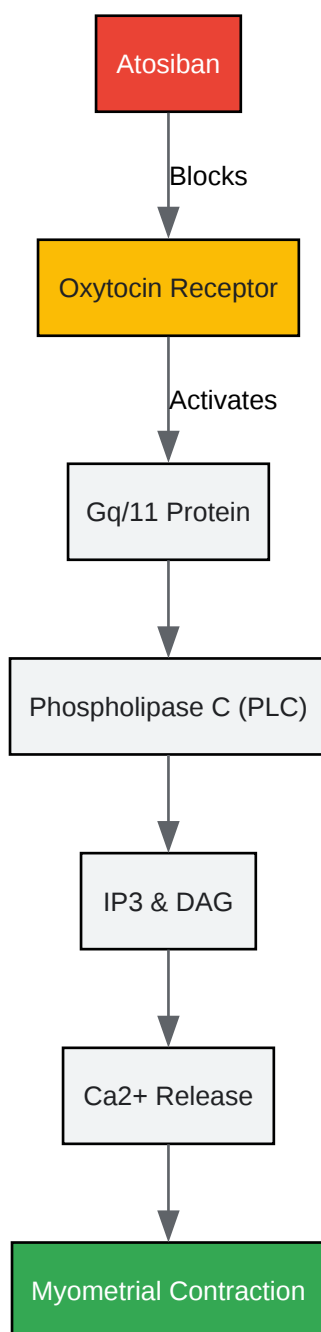 Atosiban
Blocks
Oxytocin Receptor
Activates
Gq/11 Protein
Phospholipase C (PLC)
IP3 & DAG
Ca2+ Release
Myometrial Contraction